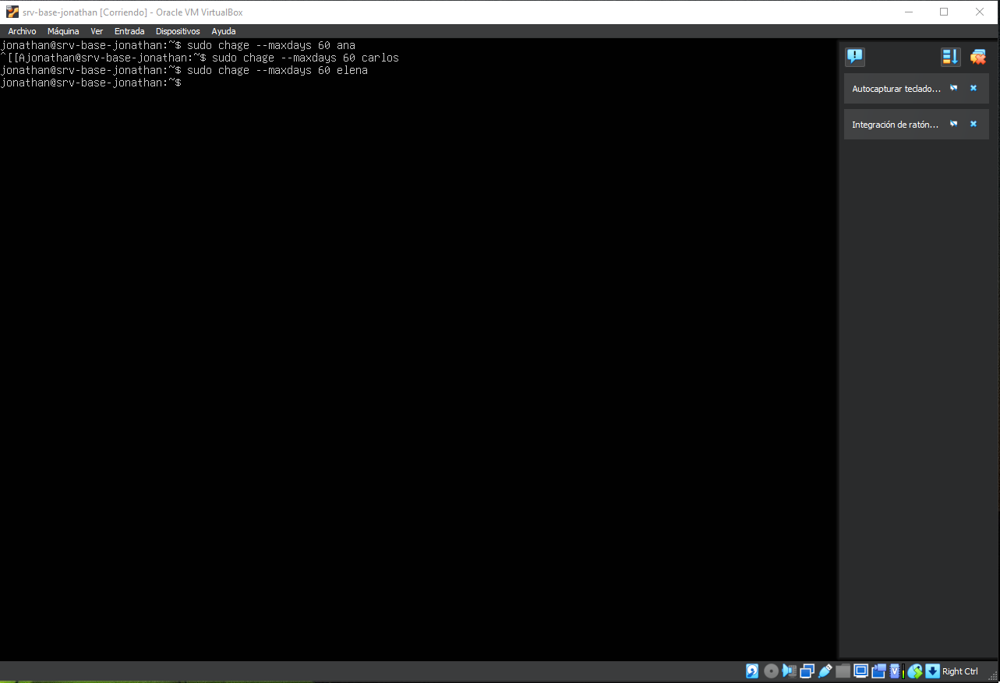 srv-base-jonathan [Corriendo] - Oracle VM VirtualBox
Archivo Máquina Ver Entrada Dispositivos Ayuda
jonathan@srv-base-jonathan:~$ sudo chage --maxdays 60 ana
^[[Ajonathan@srv-base-jonathan:~$ sudo chage --maxdays 60 carlos
jonathan@srv-base-jonathan:~$ sudo chage --maxdays 60 elena
jonathan@srv-base-jonathan:~$
Autocapturar teclado...
Integración de ratón...
Right Ctrl